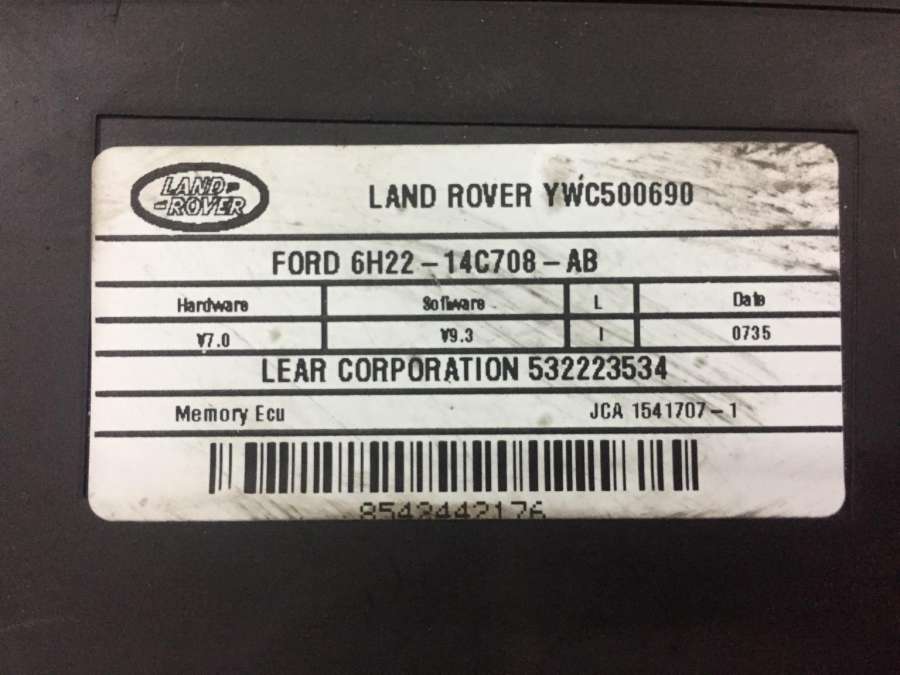 LAND-
-ROVER
LAND ROVER YWC500690
FORD 6H22-14C708-AB
Hardware Software L Date
V7.0 V9.3 I 0735
LEAR CORPORATION 532223534
Memory Ecu JCA 1541707-1